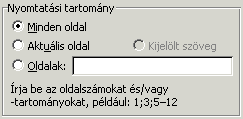 Nyomtatási tartomány
Minden oldal
Aktuális oldal
Kijelölt szöveg
Oldalak:
Írja be az oldalszámokat és/vagy
-tartományokat, például: 1;3;5–12